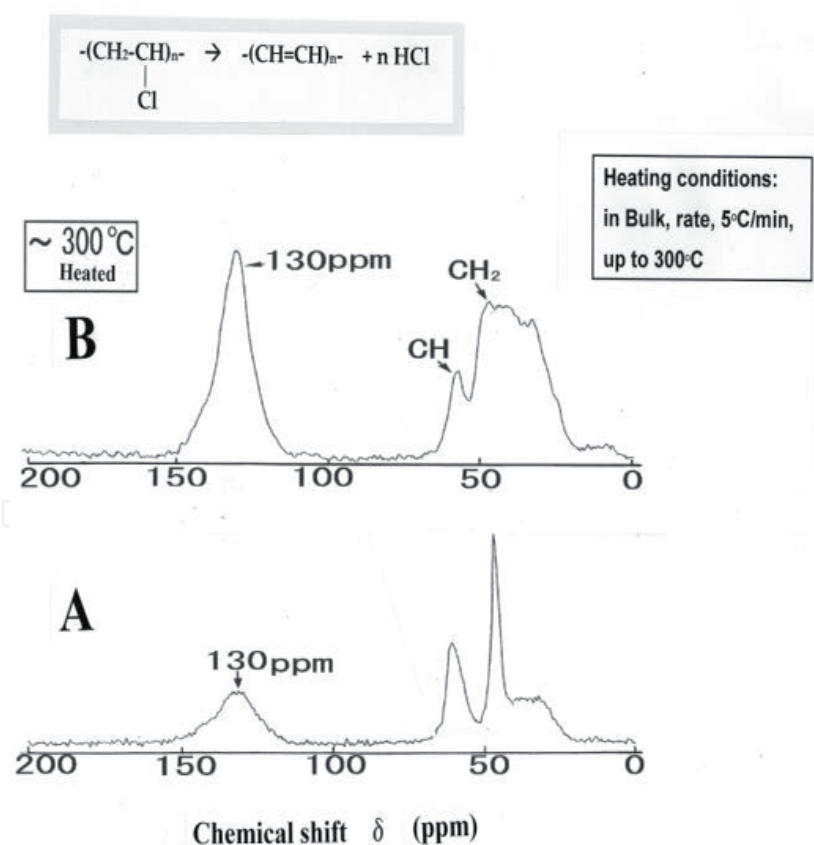 -(CH₂-CH)ₙ- → -(CH=CH)ₙ- + n HCl
|
Cl
Heating conditions:
in Bulk, rate, 5°C/min,
up to 300°C
~ 300°C
Heated
B
130ppm
CH
CH₂
200 150 100 50 0
A
130ppm
200 150 100 50 0
Chemical shift δ (ppm)